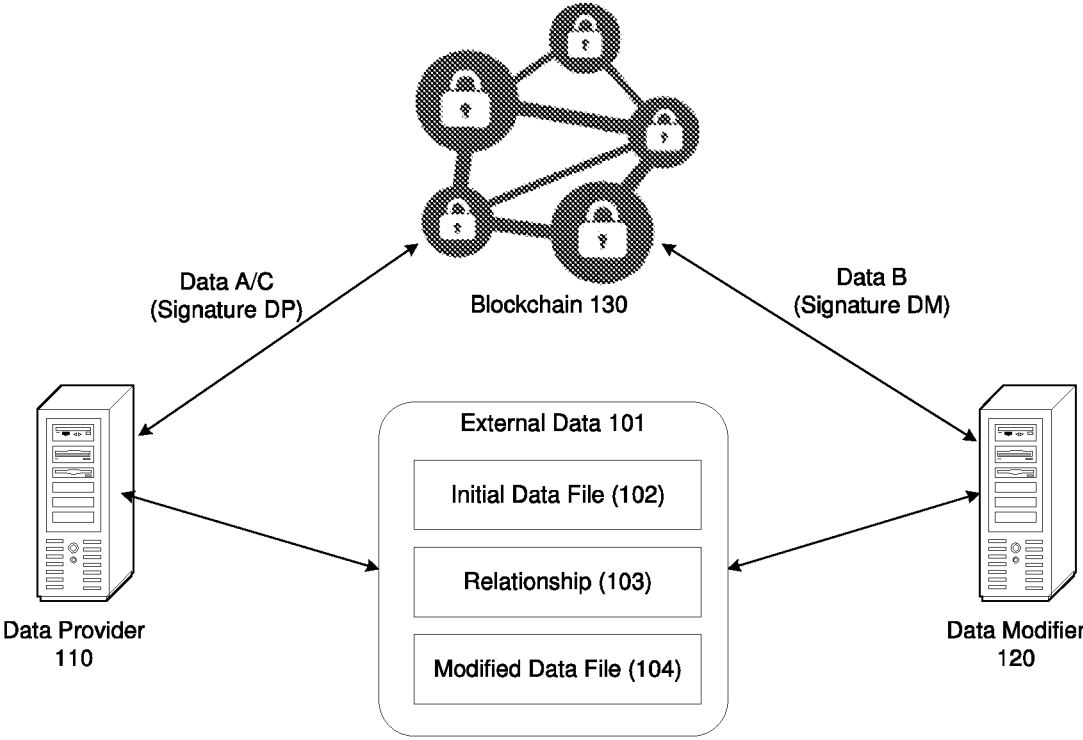 Data A/C
(Signature DP)
Blockchain 130
Data B
(Signature DM)
External Data 101
Initial Data File (102)
Relationship (103)
Modified Data File (104)
Data Provider
110
Data Modifier
120